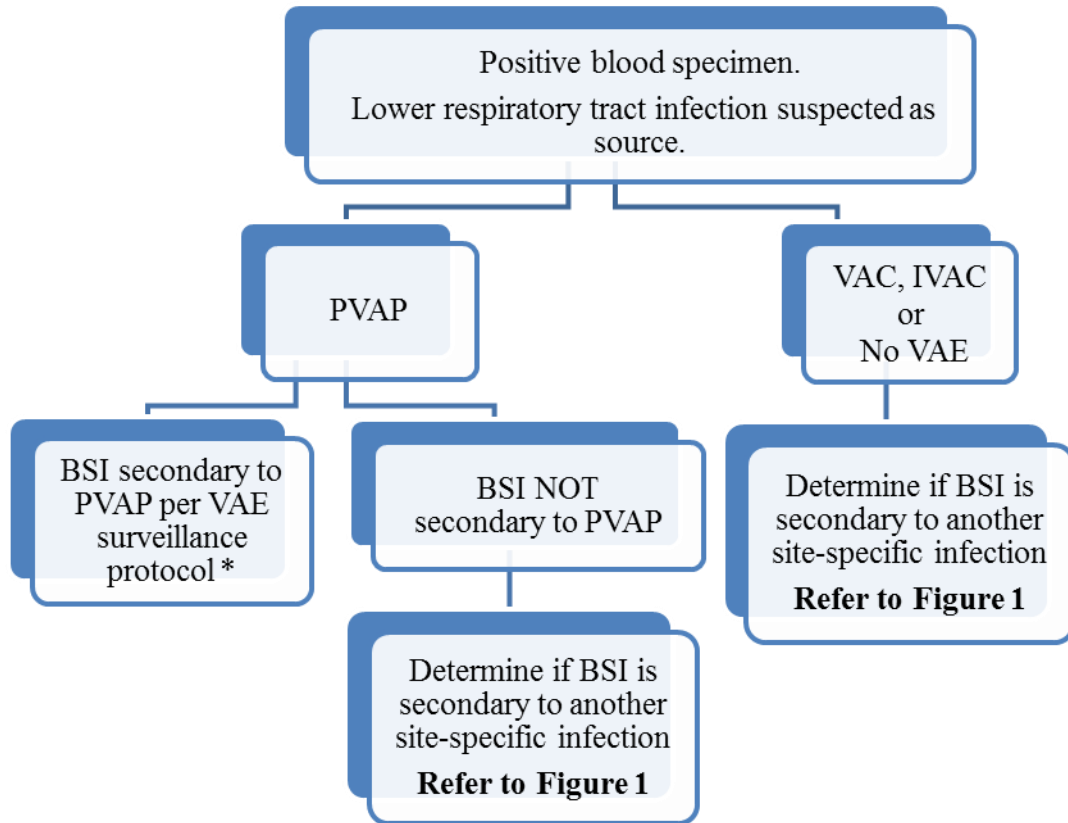 Positive blood specimen.
Lower respiratory tract infection suspected as
source.
PVAP
VAC, IVAC
or
No VAE
BSI secondary to
PVAP per VAE
surveillance
protocol *
BSI NOT
secondary to PVAP
Determine if BSI is
secondary to another
site-specific infection
Refer to Figure 1
Determine if BSI is
secondary to another
site-specific infection
Refer to Figure 1